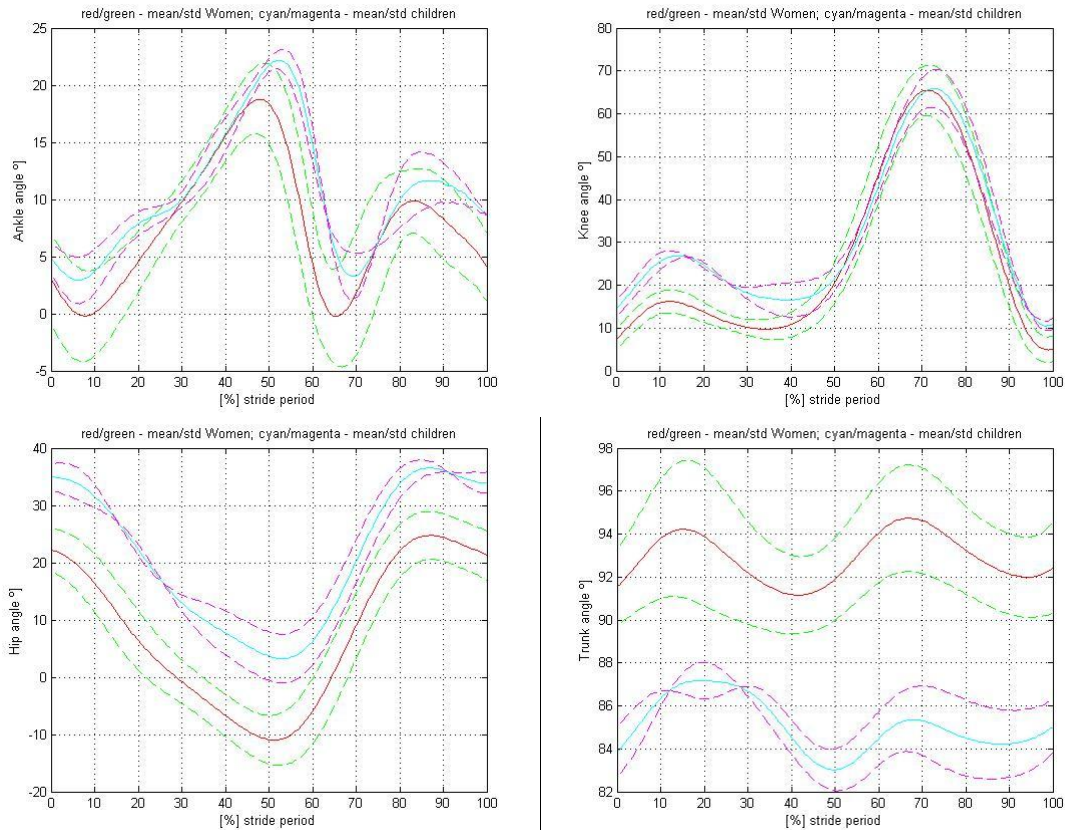 red/green - mean/std Women; cyan/magenta - mean/std children
25
20
15
10
5
0
-5
Ankle angle º]
0 10 20 30 40 50 60 70 80 90 100
[%] stride period
red/green - mean/std Women; cyan/magenta - mean/std children
80
70
60
50
40
30
20
10
0
Knee angle º]
0 10 20 30 40 50 60 70 80 90 100
[%] stride period
red/green - mean/std Women; cyan/magenta - mean/std children
40
30
20
10
0
-10
-20
Hip angle º]
0 10 20 30 40 50 60 70 80 90 100
[%] stride period
red/green - mean/std Women; cyan/magenta - mean/std children
98
96
94
92
90
88
86
84
82
Trunk angle º]
0 10 20 30 40 50 60 70 80 90 100
[%] stride period